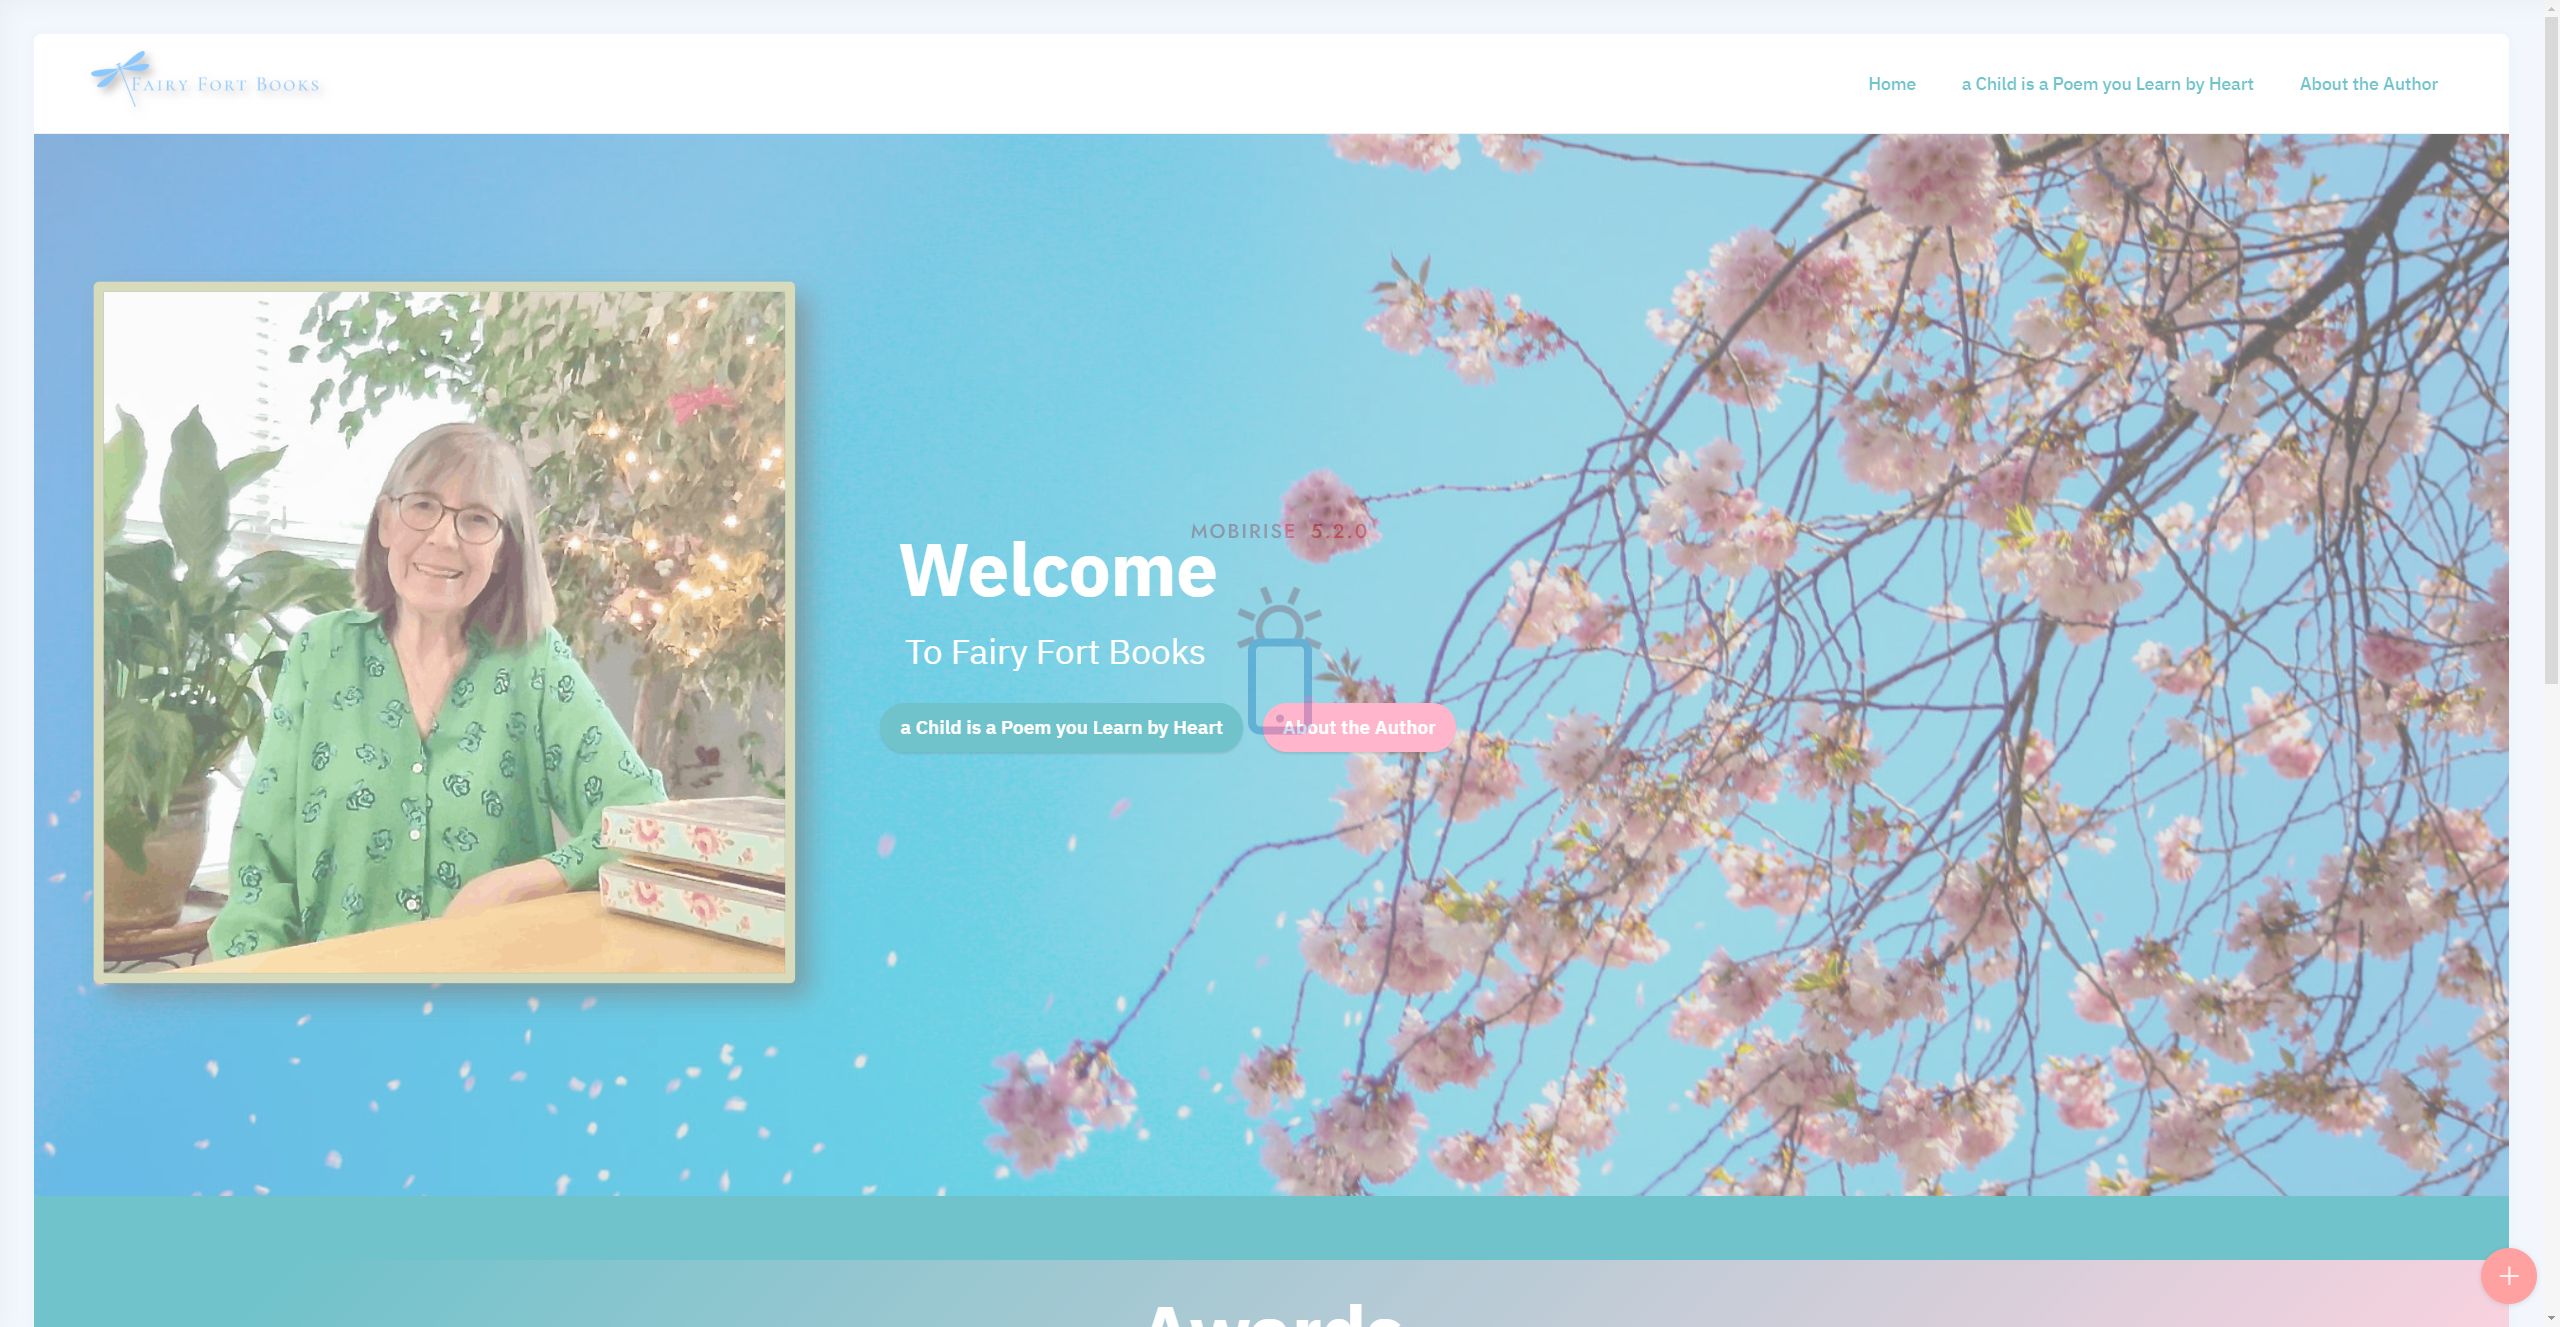 FAIRY FORT BOOKS
Home
a Child is a Poem you Learn by Heart
About the Author
MOBIRISE 5.2.0
Welcome
To Fairy Fort Books
a Child is a Poem you Learn by Heart
About the Author
Awards